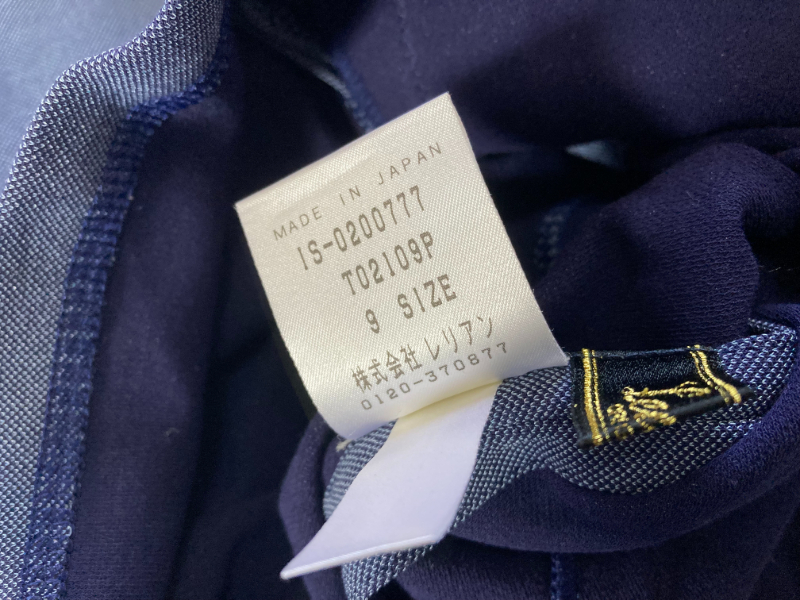 MADE IN JAPAN
IS-0200777
T02109P
9 SIZE
株式会社 レリアン
0120-370877